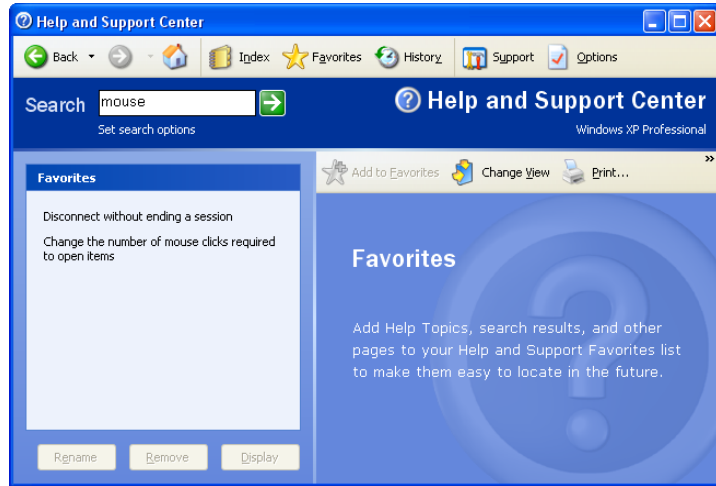 Help and Support Center
Back Index Favorites History Support Options
Search mouse Help and Support Center
Set search options Windows XP Professional
Favorites
Disconnect without ending a session
Change the number of mouse clicks required
to open items
Rename Remove Display
Add to Favorites Change View Print... »
Favorites
Add Help Topics, search results, and other
pages to your Help and Support Favorites list
to make them easy to locate in the future.